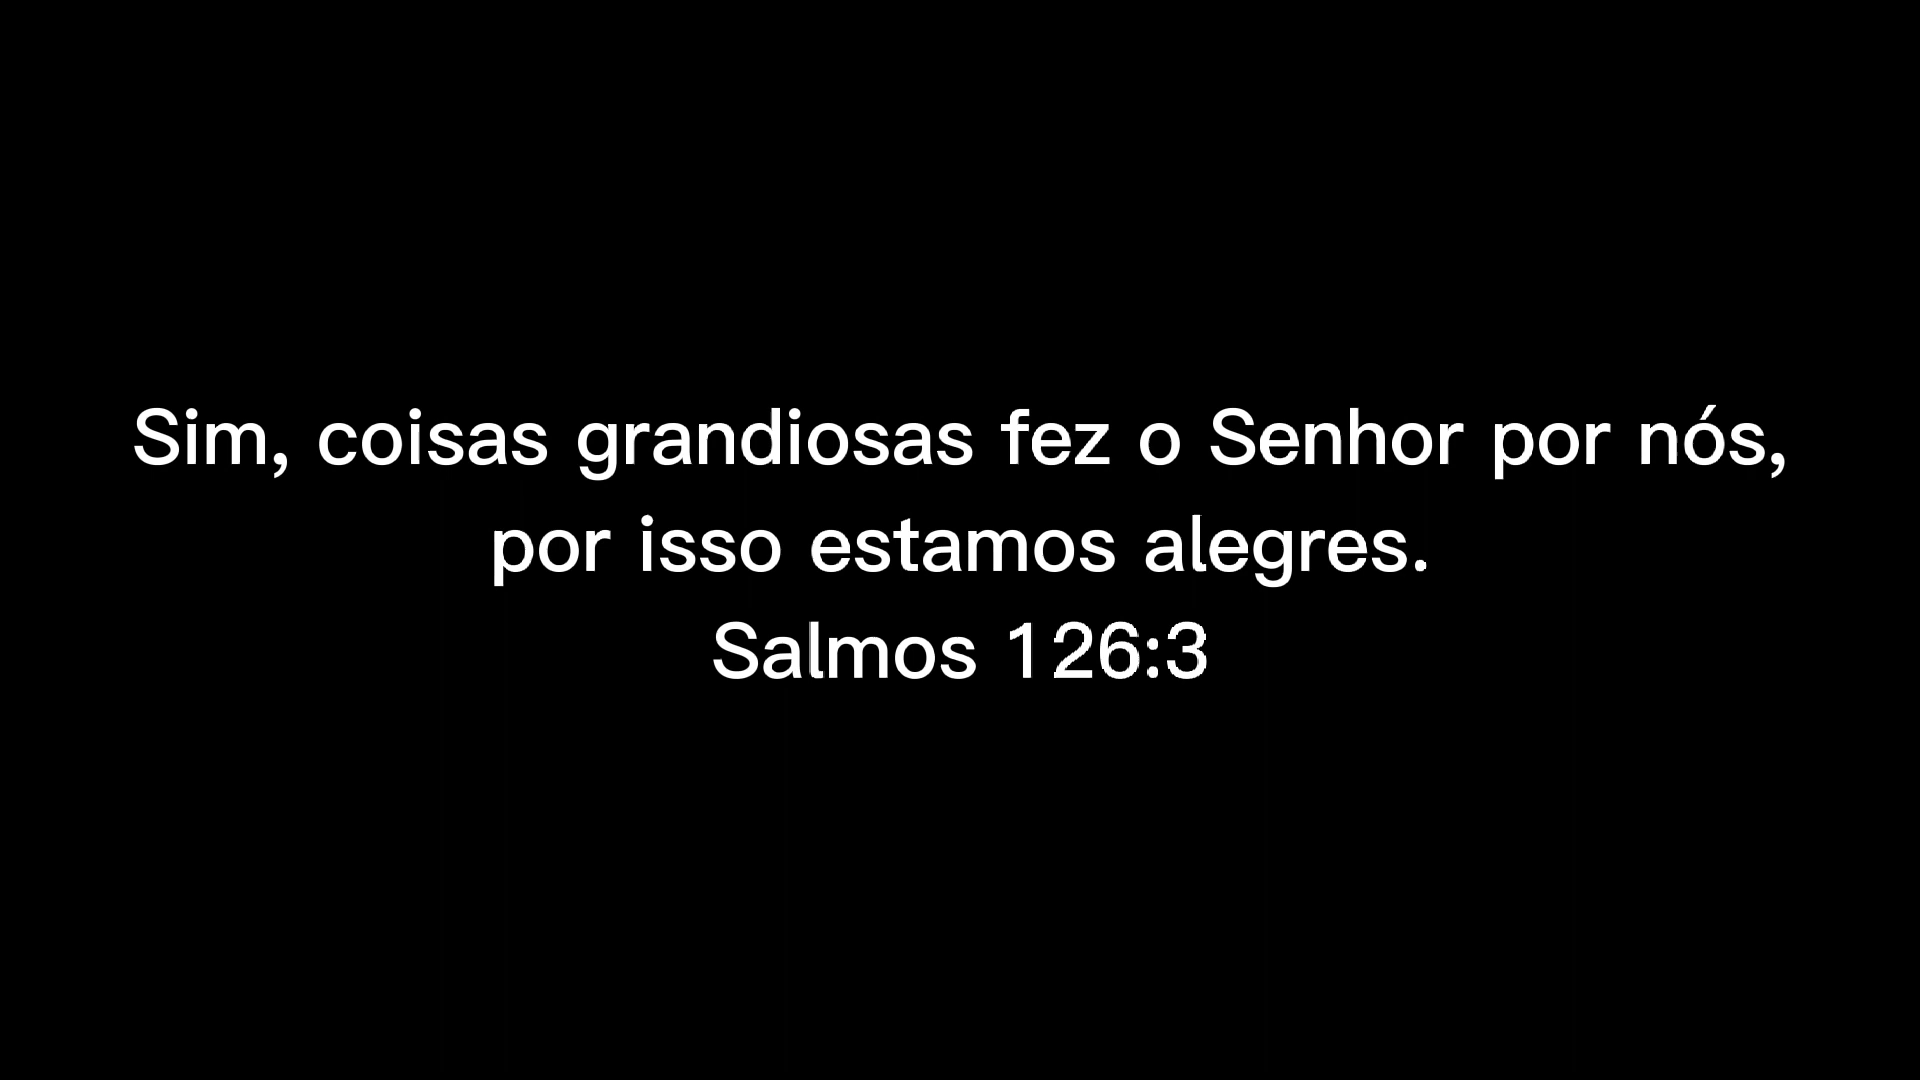 Sim, coisas grandiosas fez o Senhor por nós,
por isso estamos alegres.
Salmos 126:3